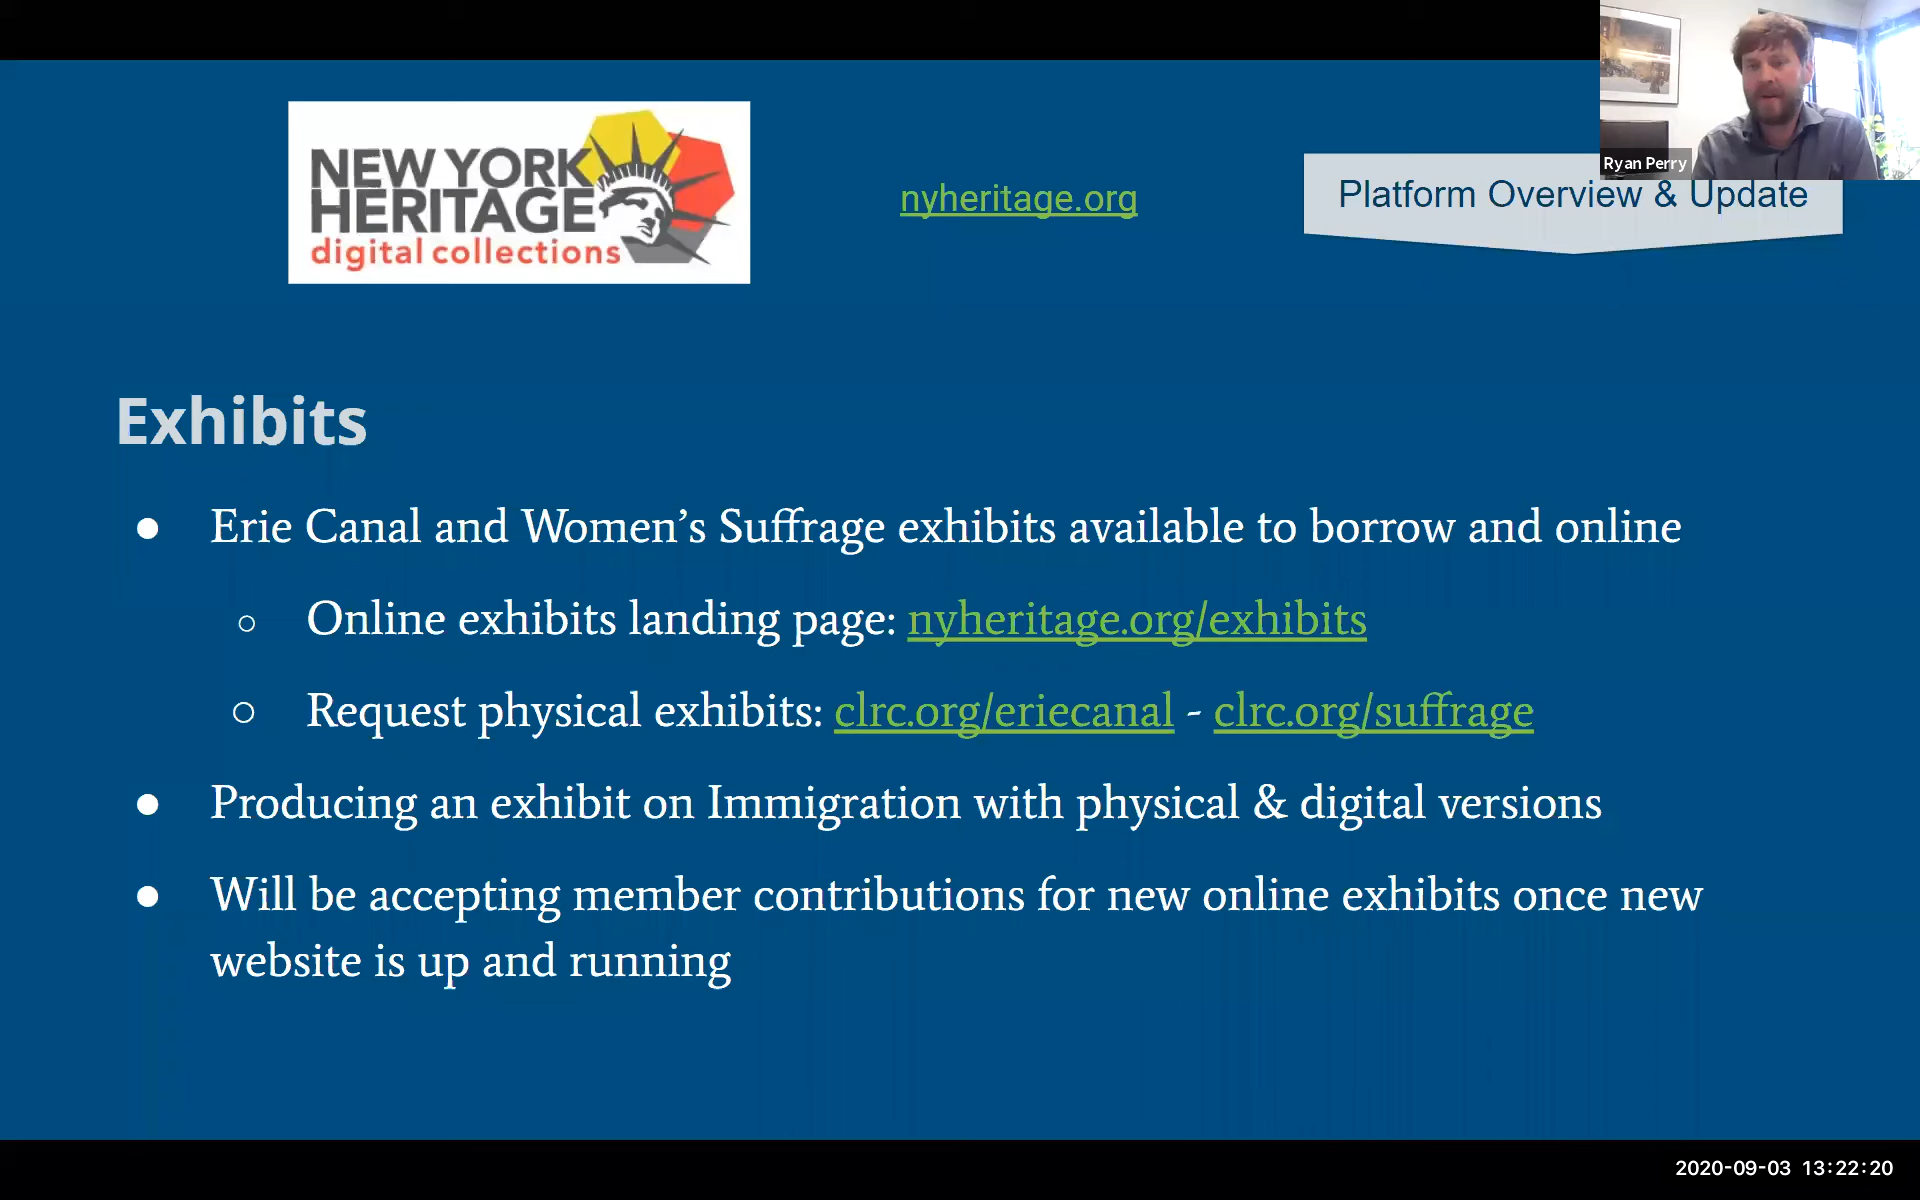 NEW YORK
HERITAGE
digital collections
nyheritage.org
Ryan Perry
Platform Overview & Update
Exhibits
● Erie Canal and Women’s Suffrage exhibits available to borrow and online
○ Online exhibits landing page: nyheritage.org/exhibits
○ Request physical exhibits: clrc.org/eriecanal - clrc.org/suffrage
● Producing an exhibit on Immigration with physical & digital versions
● Will be accepting member contributions for new online exhibits once new
website is up and running
2020-09-03 13:22:20